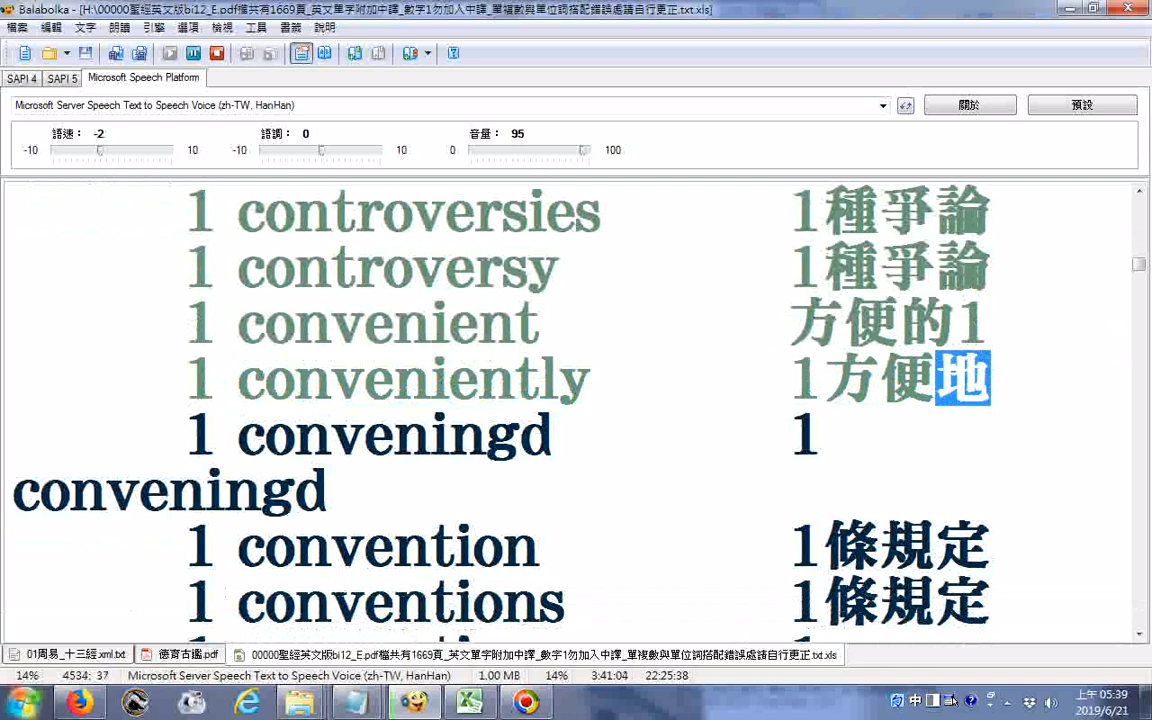 Balabolka - [H:\00000聖經英文版bi12_E.pdf檔共有1669頁_英文單字附加中譯_數字1勿加入中譯_單複數與單位詞搭配錯誤處請自行更正.txt.xls]
檔案 編輯 文字 朗讀 引擎 選項 檢視 工具 書籤 說明
SAPI 4 SAPI 5 Microsoft Speech Platform
Microsoft Server Speech Text to Speech Voice (zh-TW, HanHan) 關於 預設
語速： -2 語調： 0 音量： 95
-10 10 -10 10 0 100
1 controversies 1種爭論
1 controversy 1種爭論
1 convenient 方便的1
1 conveniently 1方便地
1 conveningd 1
conveningd
1 convention 1條規定
1 conventions 1條規定
01周易_十三經.xml.txt 德育古鑑.pdf 00000聖經英文版bi12_E.pdf檔共有1669頁_英文單字附加中譯_數字1勿加入中譯_單複數與單位詞搭配錯誤處請自行更正.txt.xls
14% 4534: 37 Microsoft Server Speech Text to Speech Voice (zh-TW, HanHan) 1.00 MB 14% 3:41:04 22:25:38
中 上午 05:39
2019/6/21